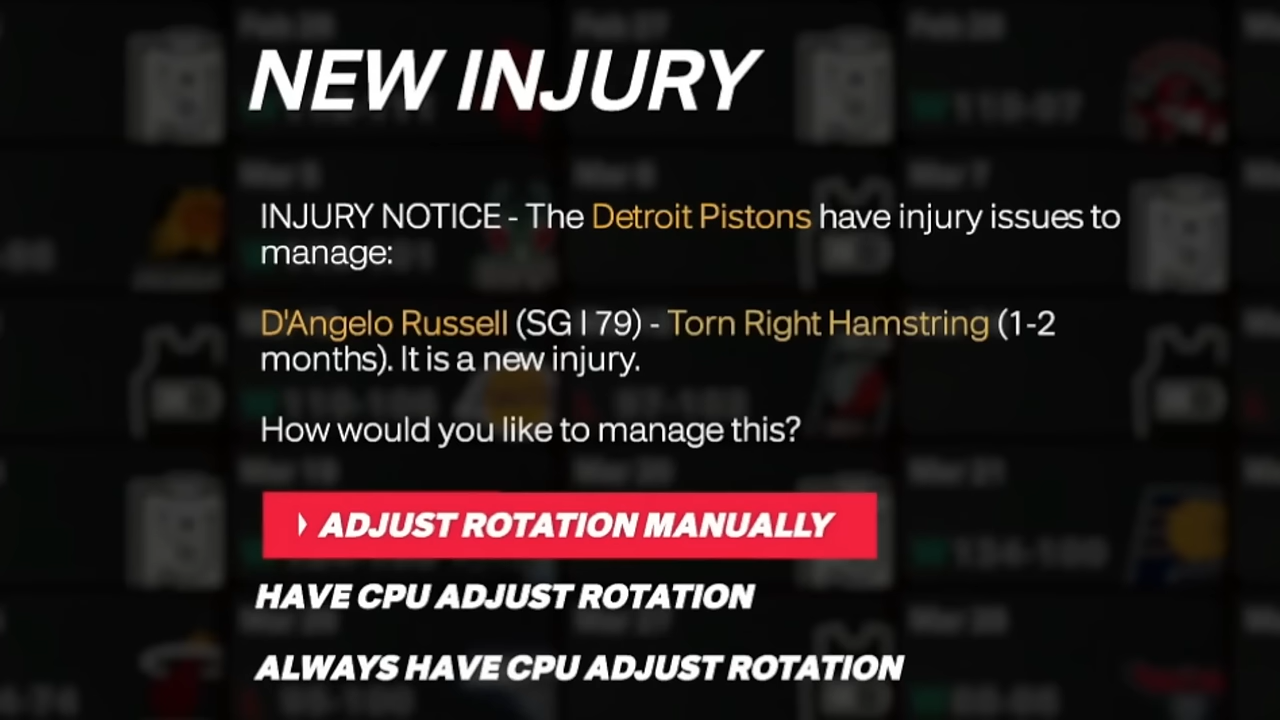 NEW INJURY
INJURY NOTICE - The Detroit Pistons have injury issues to
manage:
D'Angelo Russell (SG | 79) - Torn Right Hamstring (1-2
months). It is a new injury.
How would you like to manage this?
ADJUST ROTATION MANUALLY
HAVE CPU ADJUST ROTATION
ALWAYS HAVE CPU ADJUST ROTATION